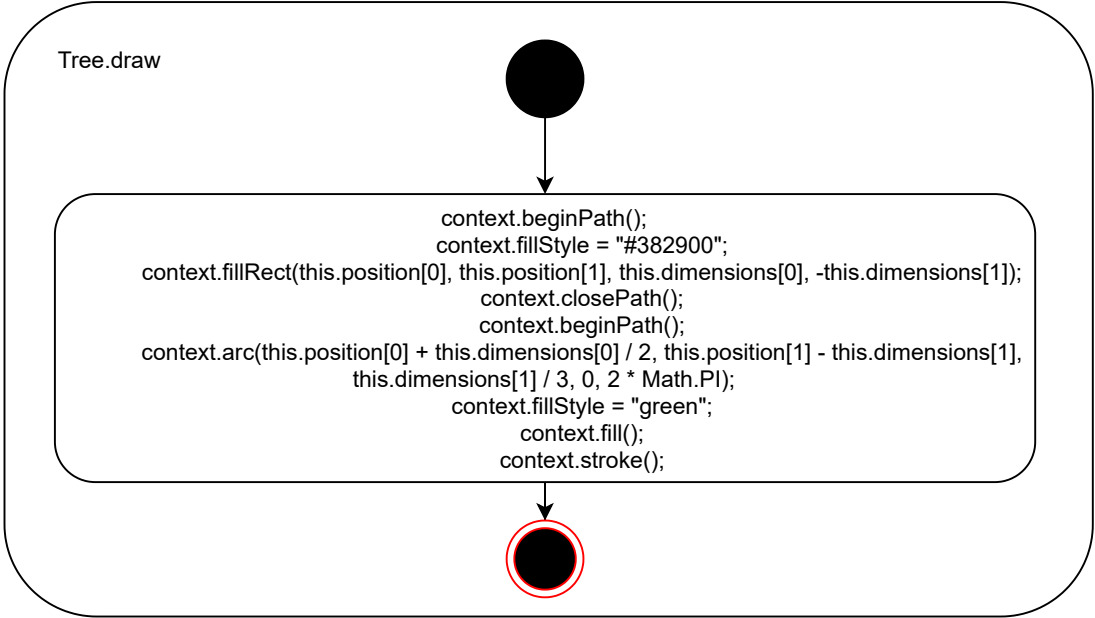 Tree.draw
context.beginPath();
context.fillStyle = "#382900";
context.fillRect(this.position[0], this.position[1], this.dimensions[0], -this.dimensions[1]);
context.closePath();
context.beginPath();
context.arc(this.position[0] + this.dimensions[0] / 2, this.position[1] - this.dimensions[1],
this.dimensions[1] / 3, 0, 2 * Math.PI);
context.fillStyle = "green";
context.fill();
context.stroke();